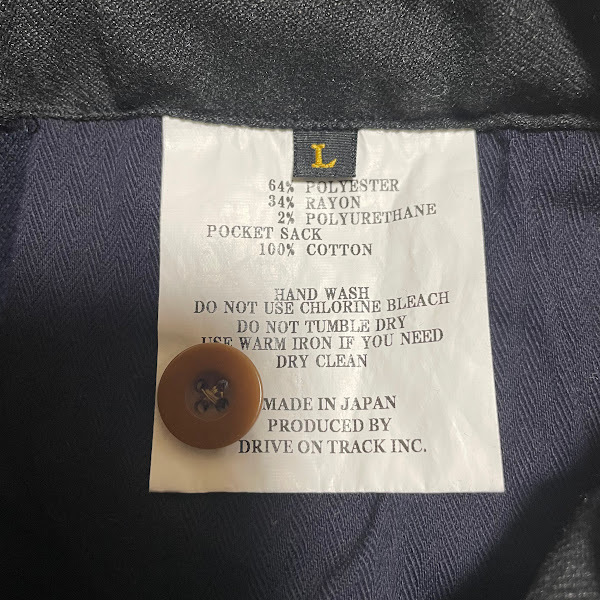 L
64% POLYESTER
34% RAYON
2% POLYURETHANE
POCKET SACK
100% COTTON
HAND WASH
DO NOT USE CHLORINE BLEACH
DO NOT TUMBLE DRY
USE WARM IRON IF YOU NEED
DRY CLEAN
MADE IN JAPAN
PRODUCED BY
DRIVE ON TRACK INC.